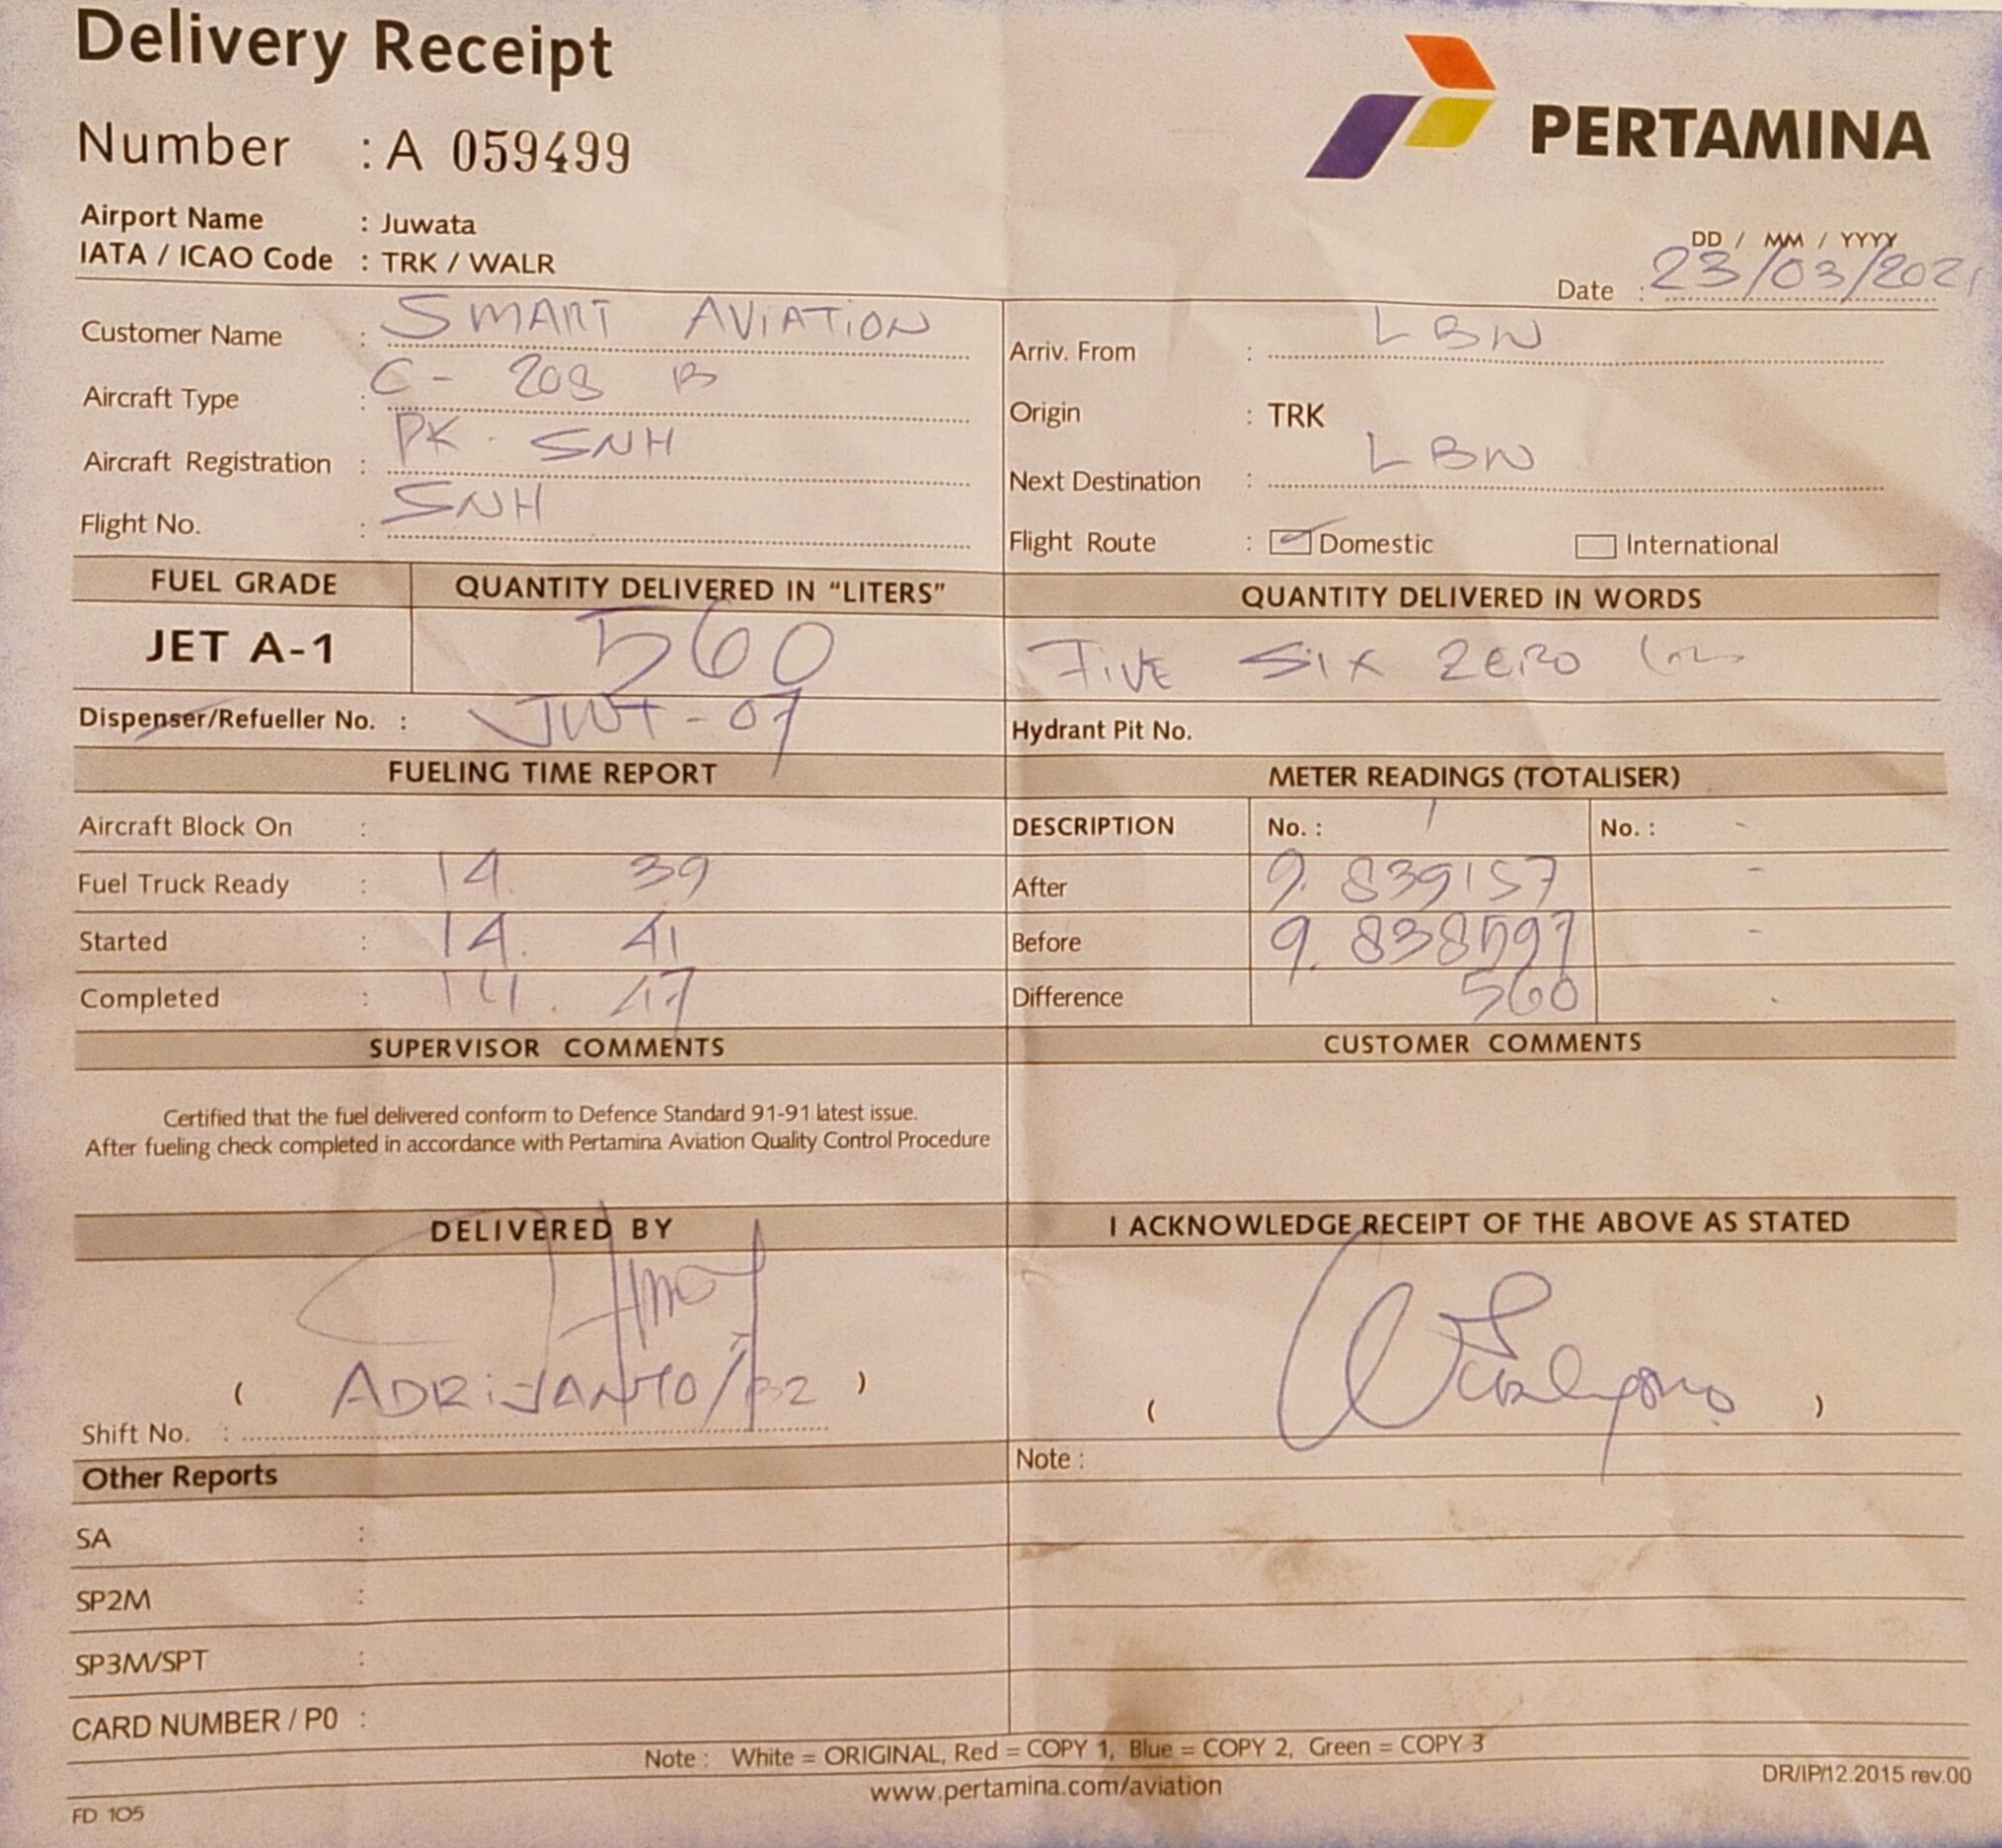 Delivery Receipt
PERTAMINA
Number : A 059499
Airport Name : Juwata
IATA / ICAO Code : TRK / WALR
DD / MM / YYYY
Date : 23/03/2021
Customer Name : SMART AVIATION
Arriv. From : LBN
Aircraft Type : C - 208 B
Origin : TRK
Aircraft Registration : PK - SNH
Next Destination : LBN
Flight No. : SNH
Flight Route : Domestic International
FUEL GRADE QUANTITY DELIVERED IN “LITERS” QUANTITY DELIVERED IN WORDS
JET A-1 560 FIVE SIX ZERO
Dispenser/Refueller No. : JWT-07 Hydrant Pit No.
FUELING TIME REPORT METER READINGS (TOTALISER)
Aircraft Block On : DESCRIPTION No. : 1 No. : -
Fuel Truck Ready : 14. 39 After 9. 839157 -
Started : 14. 41 Before 9. 838597 -
Completed : 14. 47 Difference 560
SUPERVISOR COMMENTS CUSTOMER COMMENTS
Certified that the fuel delivered conform to Defence Standard 91-91 latest issue.
After fueling check completed in accordance with Pertamina Aviation Quality Control Procedure
DELIVERED BY I ACKNOWLEDGE RECEIPT OF THE ABOVE AS STATED
( ADRIJANTO/B2 ) ( )
Shift No. :
Note :
Other Reports
SA :
SP2M :
SP3M/SPT :
CARD NUMBER / P0 :
Note : White = ORIGINAL, Red = COPY 1, Blue = COPY 2, Green = COPY 3
www.pertamina.com/aviation
DR/IP/12.2015 rev.00
FD 105